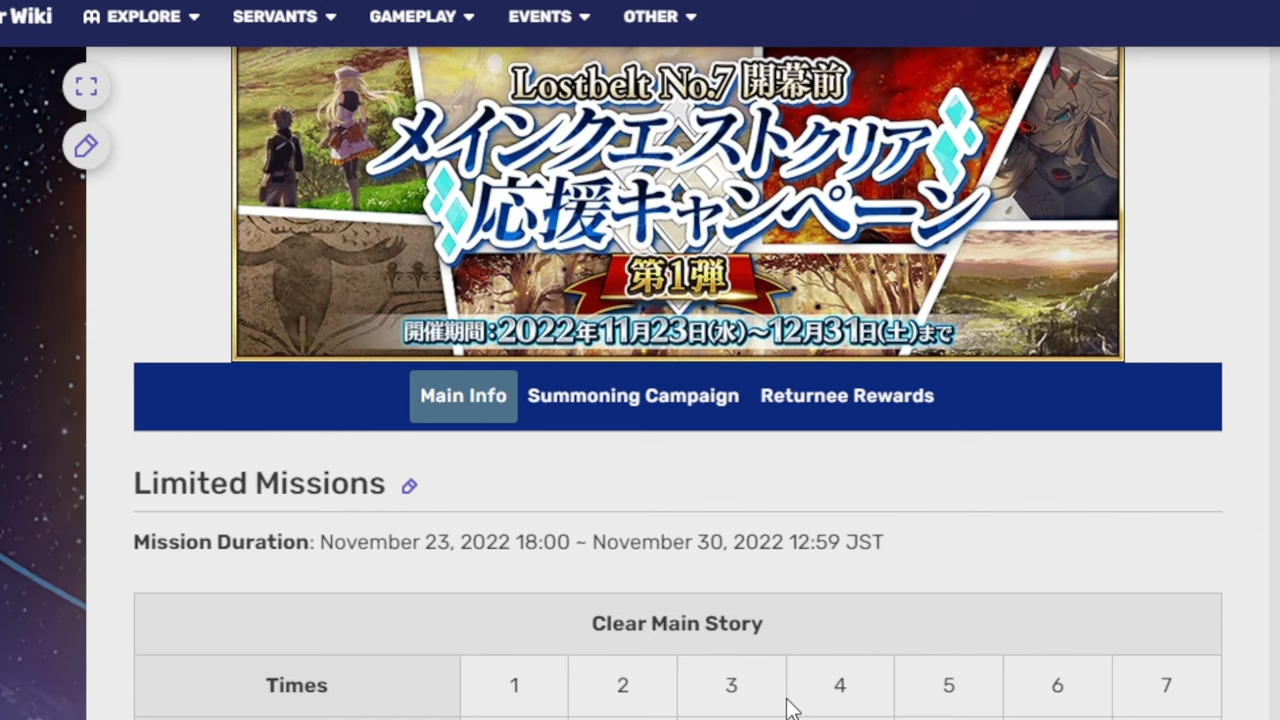 r Wiki EXPLORE SERVANTS GAMEPLAY EVENTS OTHER
Lostbelt No.7 開幕前
メインクエストクリア
応援キャンペーン
第1弾
開催期間:2022年11月23日(水)～12月31日(土)まで
Main Info Summoning Campaign Returnee Rewards
Limited Missions
Mission Duration: November 23, 2022 18:00 ~ November 30, 2022 12:59 JST
Clear Main Story
Times 1 2 3 4 5 6 7